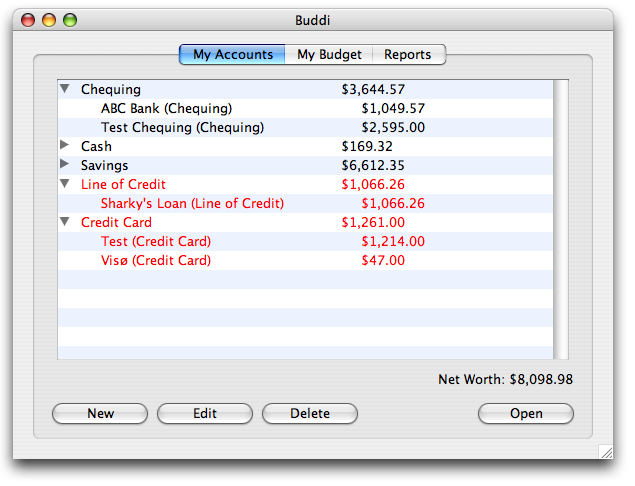 Buddi
My Accounts My Budget Reports
Chequing $3,644.57
ABC Bank (Chequing) $1,049.57
Test Chequing (Chequing) $2,595.00
Cash $169.32
Savings $6,612.35
Line of Credit $1,066.26
Sharky's Loan (Line of Credit) $1,066.26
Credit Card $1,261.00
Test (Credit Card) $1,214.00
Visø (Credit Card) $47.00
Net Worth: $8,098.98
New Edit Delete Open